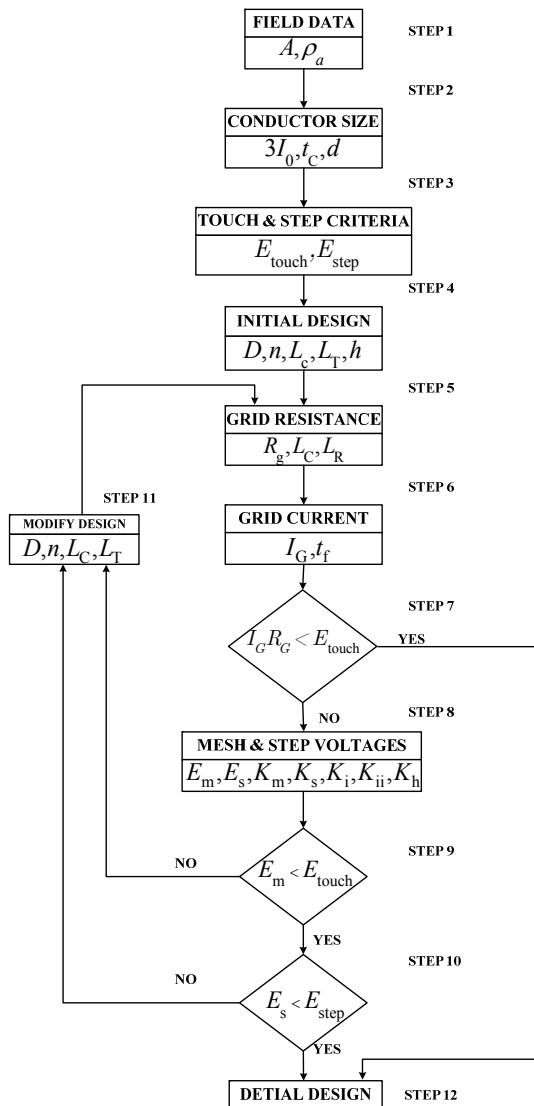 FIELD DATA
STEP 1
A,ρₐ
STEP 2
CONDUCTOR SIZE
3I₀,t_C,d
STEP 3
TOUCH & STEP CRITERIA
E_touch,E_step
STEP 4
INITIAL DESIGN
D,n,L_c,L_T,h
STEP 5
GRID RESISTANCE
R_g,L_C,L_R
STEP 6
STEP 11
GRID CURRENT
I_G,t_f
MODIFY DESIGN
D,n,L_C,L_T
STEP 7
I_G R_G < E_touch
YES
NO
STEP 8
MESH & STEP VOLTAGES
E_m,E_s,K_m,K_s,K_i,K_ii,K_h
STEP 9
NO
E_m < E_touch
YES
STEP 10
NO
E_s < E_step
YES
DETIAL DESIGN
STEP 12